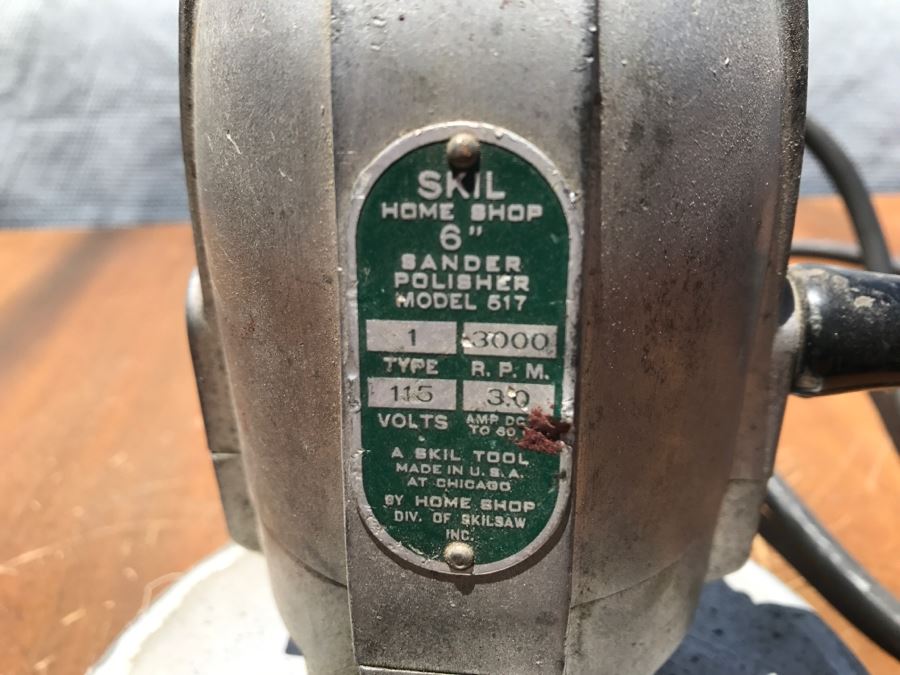 SKIL
HOME SHOP
6"
SANDER
POLISHER
MODEL 517
1 3000
TYPE R. P. M.
115 3.0
VOLTS AMP DC
TO 60
A SKIL TOOL
MADE IN U. S. A.
AT CHICAGO
BY HOME SHOP
DIV. OF SKILSAW
INC.